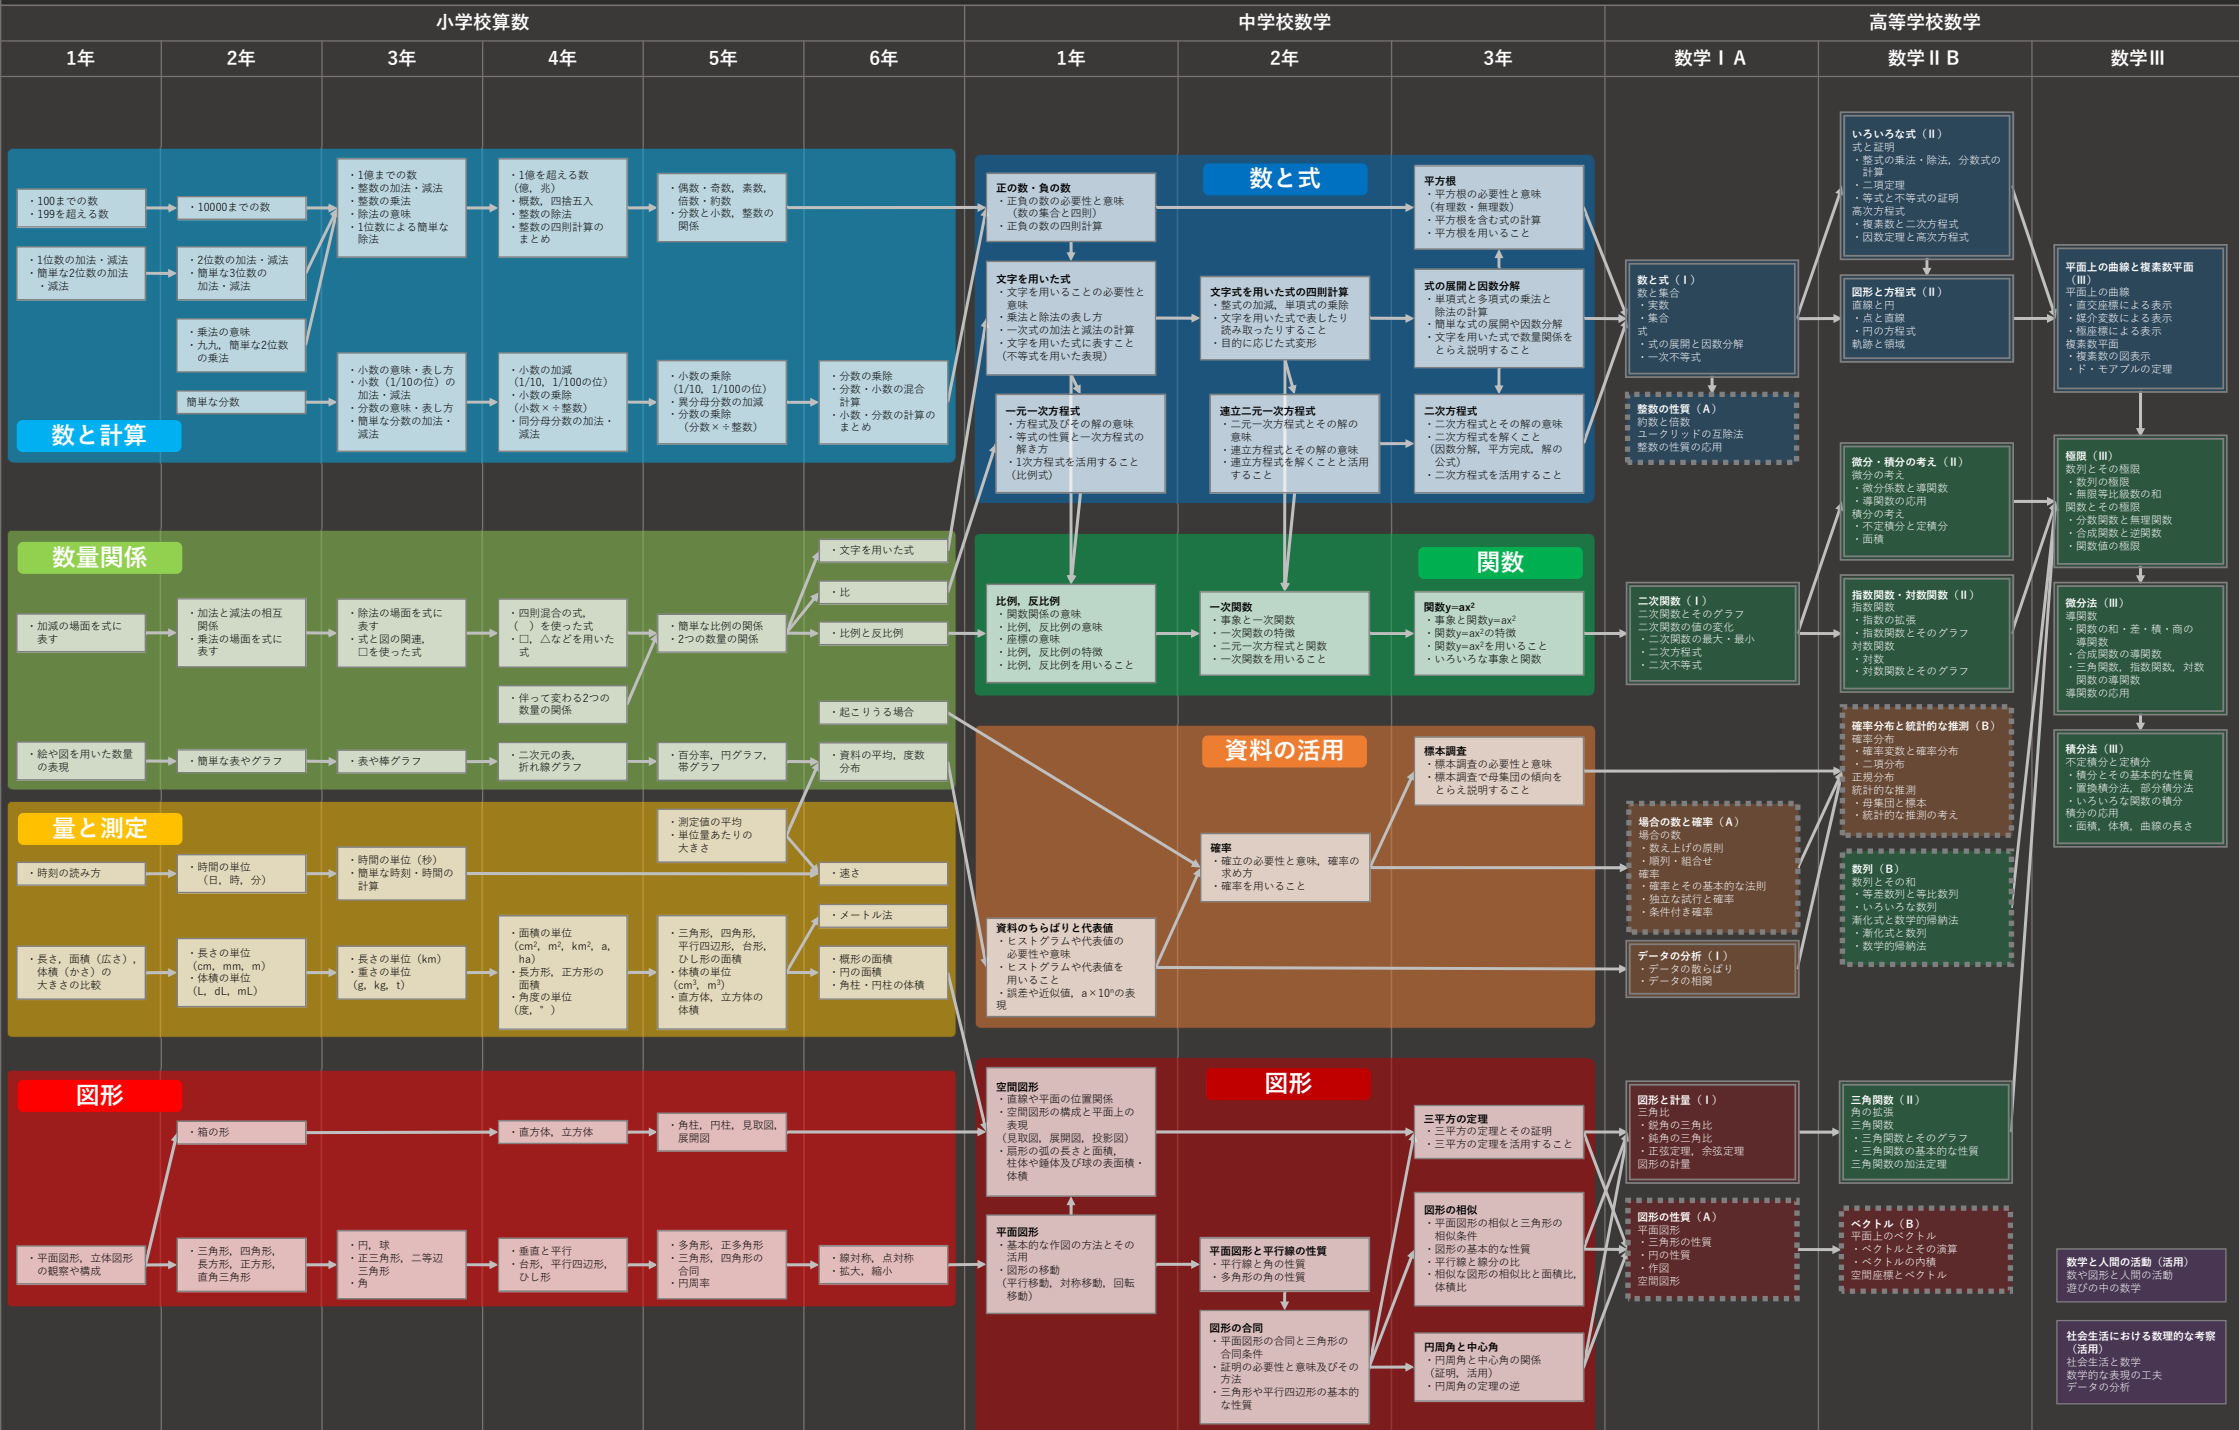 小学校算数
中学校数学
高等学校数学
1年
2年
3年
4年
5年
6年
1年
2年
3年
数学ⅠA
数学ⅡB
数学Ⅲ
・100までの数
・199を超える数
・10000までの数
・1億までの数
・整数の加法・減法
・整数の乗法
・除法の意味
・1位数による簡単な
除法
・1億を超える数
（億，兆）
・概数，四捨五入
・整数の除法
・整数の四則計算の
まとめ
・偶数・奇数，素数，
倍数・約数
・分数と小数，整数の
関係
・1位数の加法・減法
・簡単な2位数の加法
・減法
・2位数の加法・減法
・簡単な3位数の
加法・減法
・乗法の意味
・九九，簡単な2位数
の乗法
簡単な分数
・小数の意味・表し方
・小数（1/10の位）の
加法・減法
・分数の意味・表し方
・簡単な分数の加法・
減法
・小数の加減
（1/10，1/100の位）
・小数の乗除
（小数×÷整数）
・同分母分数の加法・
減法
・小数の乗除
（1/10，1/100の位）
・異分母分数の加減
・分数の乗除
（分数×÷整数）
・分数の乗除
・分数・小数の混合
計算
・小数・分数の計算の
まとめ
数と計算
数量関係
・加減の場面を式に
表す
・加法と減法の相互
関係
・乗法の場面を式に
表す
・除法の場面を式に
表す
・式と図の関連，
□を使った式
・四則混合の式，
（　）を使った式
・□，△などを用いた
式
・伴って変わる2つの
数量の関係
・簡単な比例の関係
・2つの数量の関係
・文字を用いた式
・比
・比例と反比例
・起こりうる場合
・絵や図を用いた数量
の表現
・簡単な表やグラフ
・表や棒グラフ
・二次元の表，
折れ線グラフ
・百分率，円グラフ，
帯グラフ
・資料の平均，度数
分布
量と測定
・測定値の平均
・単位量あたりの
大きさ
・時刻の読み方
・時間の単位
（日，時，分）
・時間の単位（秒）
・簡単な時刻・時間の
計算
・速さ
・メートル法
・長さ，面積（広さ），
体積（かさ）の
大きさの比較
・長さの単位
（cm，mm，m）
・体積の単位
（L，dL，mL）
・長さの単位（km）
・重さの単位
（g，kg，t）
・面積の単位
（cm²，m²，km²，a，
ha）
・長方形，正方形の
面積
・角度の単位
（度，°）
・三角形，四角形，
平行四辺形，台形，
ひし形の面積
・体積の単位
（cm³，m³）
・直方体，立方体の
体積
・概形の面積
・円の面積
・角柱・円柱の体積
図形
・箱の形
・直方体，立方体
・角柱，円柱，見取図，
展開図
・平面図形，立体図形
の観察や構成
・三角形，四角形，
長方形，正方形，
直角三角形
・円，球
・正三角形，二等辺
三角形
・角
・垂直と平行
・台形，平行四辺形，
ひし形
・多角形，正多角形
・三角形，四角形の
合同
・円周率
・線対称，点対称
・拡大，縮小
数と式
正の数・負の数
・正負の数の必要性と意味
（数の集合と四則）
・正負の数の四則計算
平方根
・平方根の必要性と意味
（有理数・無理数）
・平方根を含む式の計算
・平方根を用いること
文字を用いた式
・文字を用いることの必要性と
意味
・乗法と除法の表し方
・一次式の加法と減法の計算
・文字を用いた式に表すこと
（不等式を用いた表現）
文字式を用いた式の四則計算
・整式の加減，単項式の乗除
・文字を用いた式で表したり
読み取ったりすること
・目的に応じた式変形
式の展開と因数分解
・単項式と多項式の乗法と
除法の計算
・簡単な式の展開や因数分解
・文字を用いた式で数量関係を
とらえ説明すること
一元一次方程式
・方程式及びその解の意味
・等式の性質と一次方程式の
解き方
・1次方程式を活用すること
（比例式）
連立二元一次方程式
・二元一次方程式とその解の
意味
・連立方程式とその解の意味
・連立方程式を解くことと活用
すること
二次方程式
・二次方程式とその解の意味
・二次方程式を解くこと
（因数分解，平方完成，解の
公式）
・二次方程式を活用すること
関数
比例，反比例
・関数関係の意味
・比例，反比例の意味
・座標の意味
・比例，反比例の特徴
・比例，反比例を用いること
一次関数
・事象と一次関数
・一次関数の特徴
・二元一次方程式と関数
・一次関数を用いること
関数y=ax²
・事象と関数y=ax²
・関数y=ax²の特徴
・関数y=ax²を用いること
・いろいろな事象と関数
資料の活用
標本調査
・標本調査の必要性と意味
・標本調査で母集団の傾向を
とらえ説明すること
確率
・確立の必要性と意味，確率の
求め方
・確率を用いること
資料のちらばりと代表値
・ヒストグラムや代表値の
必要性や意味
・ヒストグラムや代表値を
用いること
・誤差や近似値，a×10ⁿの表
現
図形
空間図形
・直線や平面の位置関係
・空間図形の構成と平面上の
表現
（見取図，展開図，投影図）
・扇形の弧の長さと面積，
柱体や錘体及び球の表面積・
体積
平面図形
・基本的な作図の方法とその
活用
・図形の移動
（平行移動，対称移動，回転
移動）
平面図形と平行線の性質
・平行線と角の性質
・多角形の角の性質
図形の合同
・平面図形の合同と三角形の
合同条件
・証明の必要性と意味及びその
方法
・三角形や平行四辺形の基本的
な性質
三平方の定理
・三平方の定理とその証明
・三平方の定理を活用すること
図形の相似
・平面図形の相似と三角形の
相似条件
・図形の基本的な性質
・平行線と線分の比
・相似な図形の相似比と面積比，
体積比
円周角と中心角
・円周角と中心角の関係
（証明，活用）
・円周角の定理の逆
数と式（Ⅰ）
数と集合
・実数
・集合
式
・式の展開と因数分解
・一次不等式
整数の性質（A）
約数と倍数
ユークリッドの互除法
整数の性質の応用
二次関数（Ⅰ）
二次関数とそのグラフ
二次関数の値の変化
・二次関数の最大・最小
・二次方程式
・二次不等式
場合の数と確率（A）
場合の数
・数え上げの原則
・順列・組合せ
確率
・確率とその基本的な法則
・独立な試行と確率
・条件付き確率
データの分析（Ⅰ）
・データの散らばり
・データの相関
図形と計量（Ⅰ）
三角比
・鋭角の三角比
・鈍角の三角比
・正弦定理，余弦定理
図形の計量
図形の性質（A）
平面図形
・三角形の性質
・円の性質
・作図
空間図形
いろいろな式（Ⅱ）
式と証明
・整式の乗法・除法，分数式の
計算
・二項定理
・等式と不等式の証明
高次方程式
・複素数と二次方程式
・因数定理と高次方程式
図形と方程式（Ⅱ）
直線と円
・点と直線
・円の方程式
軌跡と領域
微分・積分の考え（Ⅱ）
微分の考え
・微分係数と導関数
・導関数の応用
積分の考え
・不定積分と定積分
・面積
指数関数・対数関数（Ⅱ）
指数関数
・指数の拡張
・指数関数とそのグラフ
対数関数
・対数
・対数関数とそのグラフ
確率分布と統計的な推測（B）
確率分布
・確率変数と確率分布
・二項分布
正規分布
統計的な推測
・母集団と標本
・統計的な推測の考え
数列（B）
数列とその和
・等差数列と等比数列
・いろいろな数列
漸化式と数学的帰納法
・漸化式と数列
・数学的帰納法
三角関数（Ⅱ）
角の拡張
三角関数
・三角関数とそのグラフ
・三角関数の基本的な性質
三角関数の加法定理
ベクトル（B）
平面上のベクトル
・ベクトルとその演算
・ベクトルの内積
空間座標とベクトル
平面上の曲線と複素数平面
（Ⅲ）
平面上の曲線
・直交座標による表示
・媒介変数による表示
・極座標による表示
複素数平面
・複素数の図表示
・ド・モアブルの定理
極限（Ⅲ）
数列とその極限
・数列の極限
・無限等比級数の和
関数とその極限
・分数関数と無理関数
・合成関数と逆関数
・関数値の極限
微分法（Ⅲ）
導関数
・関数の和・差・積・商の
導関数
・合成関数の導関数
・三角関数，指数関数，対数
関数の導関数
導関数の応用
積分法（Ⅲ）
不定積分と定積分
・積分とその基本的な性質
・置換積分法，部分積分法
・いろいろな関数の積分
積分の応用
・面積，体積，曲線の長さ
数学と人間の活動（活用）
数や図形と人間の活動
遊びの中の数学
社会生活における数理的な考察
（活用）
社会生活と数学
数学的な表現の工夫
データの分析